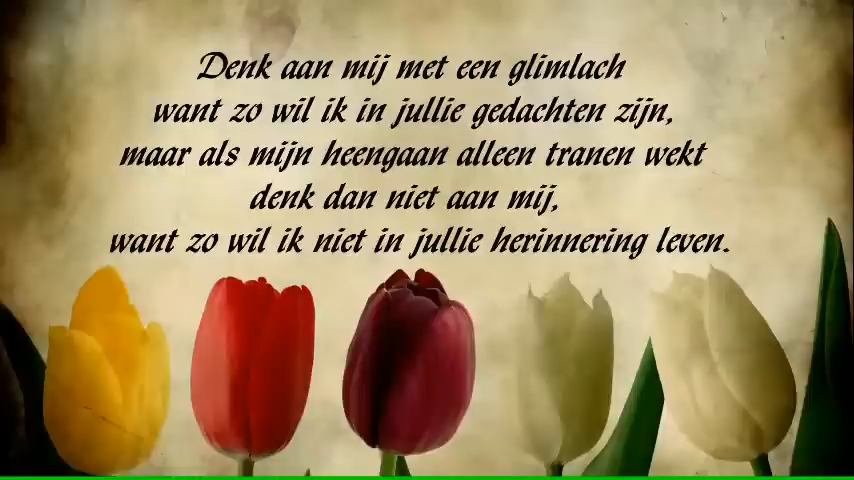 Denk aan mij met een glimlach
want zo wil ik in jullie gedachten zijn,
maar als mijn heengaan alleen tranen wekt
denk dan niet aan mij,
want zo wil ik niet in jullie herinnering leven.